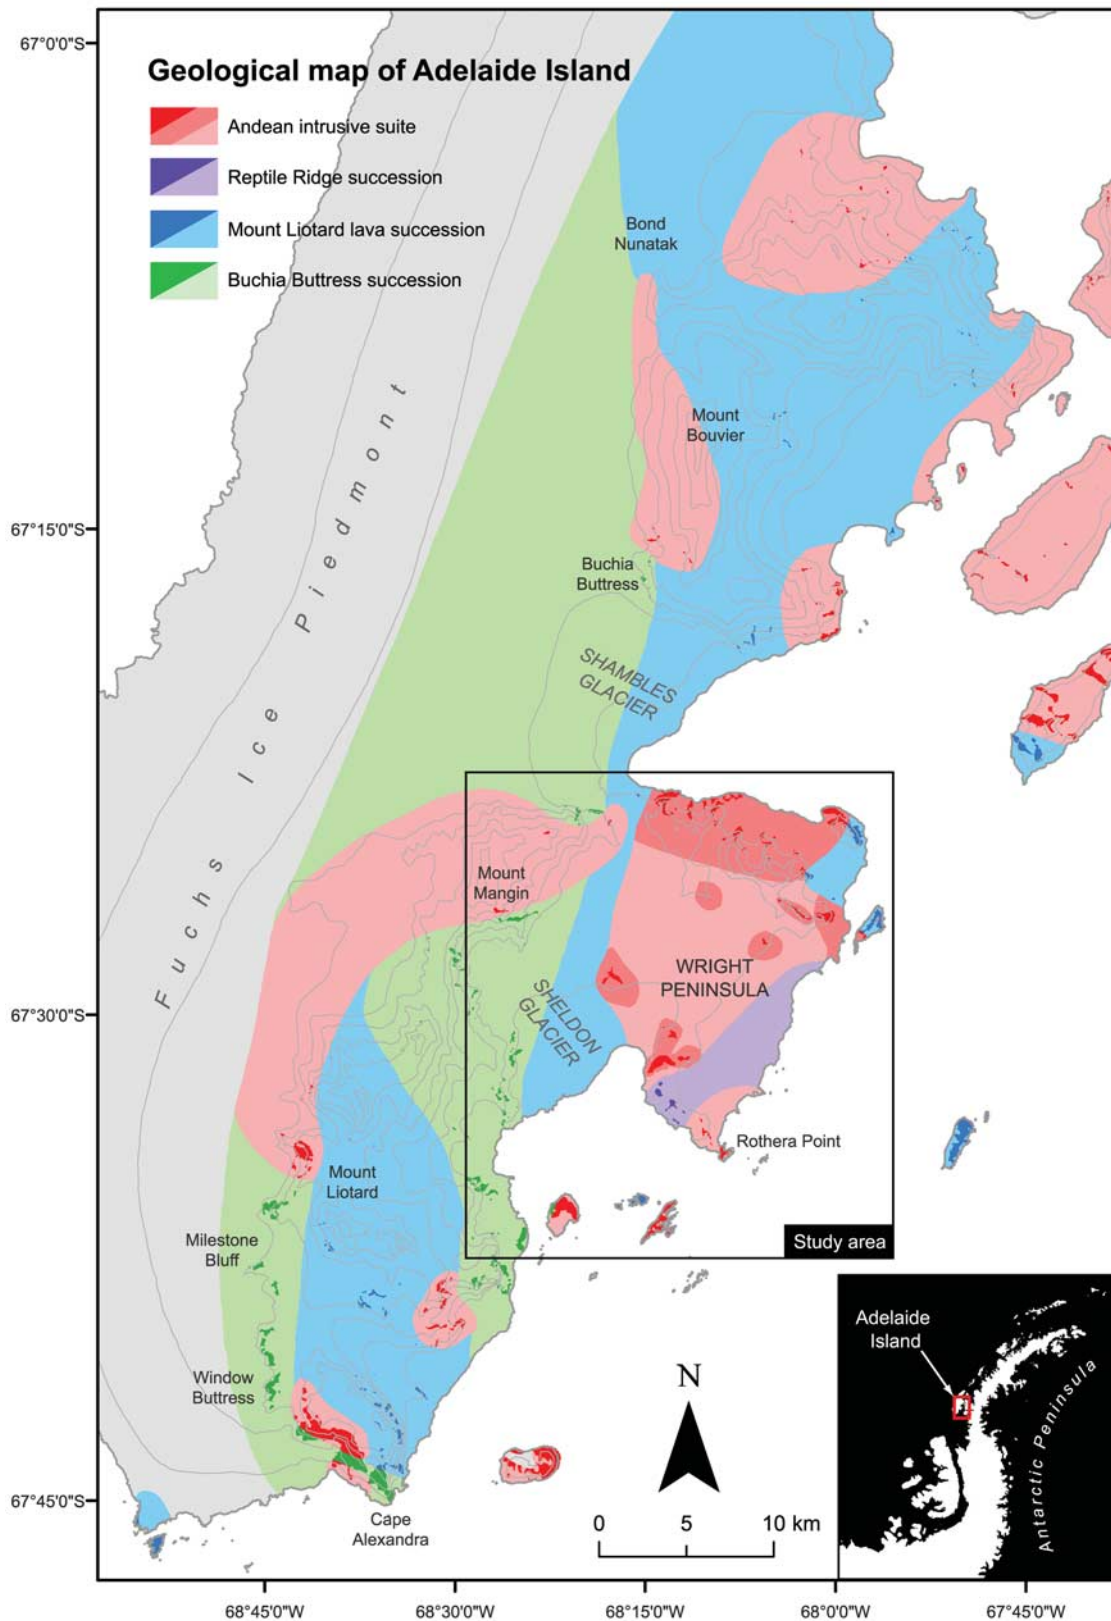 Geological map of Adelaide Island
Andean intrusive suite
Reptile Ridge succession
Mount Liotard lava succession
Buchia Buttress succession
67°0'0"S
67°15'0"S
67°30'0"S
67°45'0"S
Bond
Nunatak
Mount
Bouvier
Fuchs Ice Piedmont
Buchia
Buttress
SHAMBLES
GLACIER
Mount
Mangin
WRIGHT
PENINSULA
SHELDON
GLACIER
Rothera Point
Mount
Liotard
Milestone
Bluff
Study area
Window
Buttress
Cape
Alexandra
N
0 5 10 km
Adelaide
Island
Antarctic Peninsula
68°45'0"W 68°30'0"W 68°15'0"W 68°0'0"W 67°45'0"W